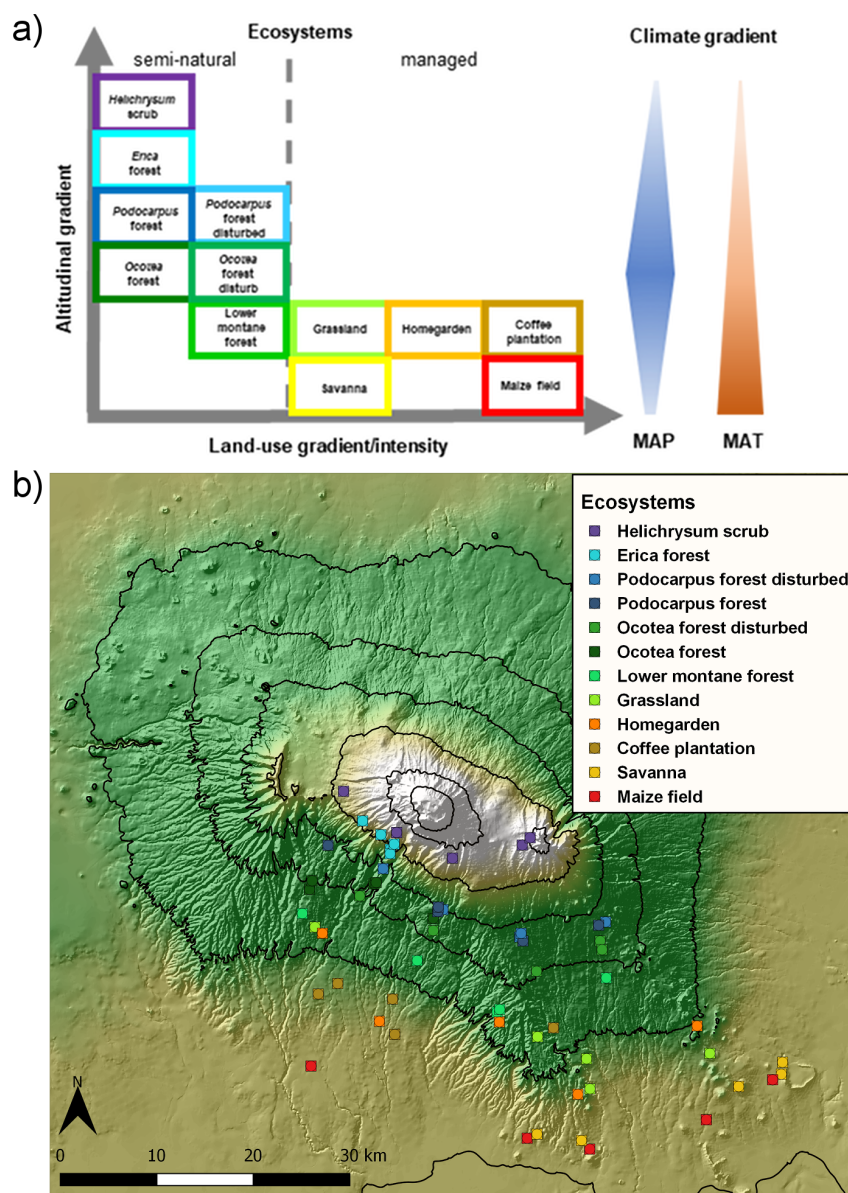 a)
Ecosystems
semi-natural
managed
Climate gradient
Altitudinal gradient
Helichrysum
scrub
Erica
forest
Podocarpus
forest
Podocarpus
forest
disturbed
Ocotea
forest
Ocotea
forest
disturb
Lower
montane
forest
Grassland
Homegarden
Coffee
plantation
Savanna
Maize field
MAP
MAT
Land-use gradient/intensity
b)
Ecosystems
Helichrysum scrub
Erica forest
Podocarpus forest disturbed
Podocarpus forest
Ocotea forest disturbed
Ocotea forest
Lower montane forest
Grassland
Homegarden
Coffee plantation
Savanna
Maize field
N
0 10 20 30 km